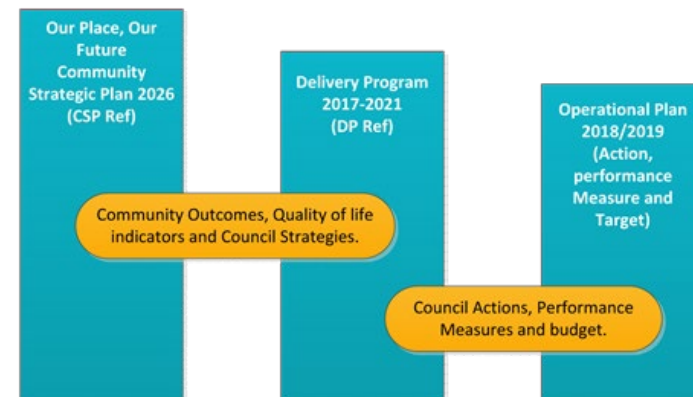 Our Place, Our
Future
Community
Strategic Plan 2026
(CSP Ref)
Delivery Program
2017-2021
(DP Ref)
Operational Plan
2018/2019
(Action,
performance
Measure and
Target)
Community Outcomes, Quality of life
indicators and Council Strategies.
Council Actions, Performance
Measures and budget.